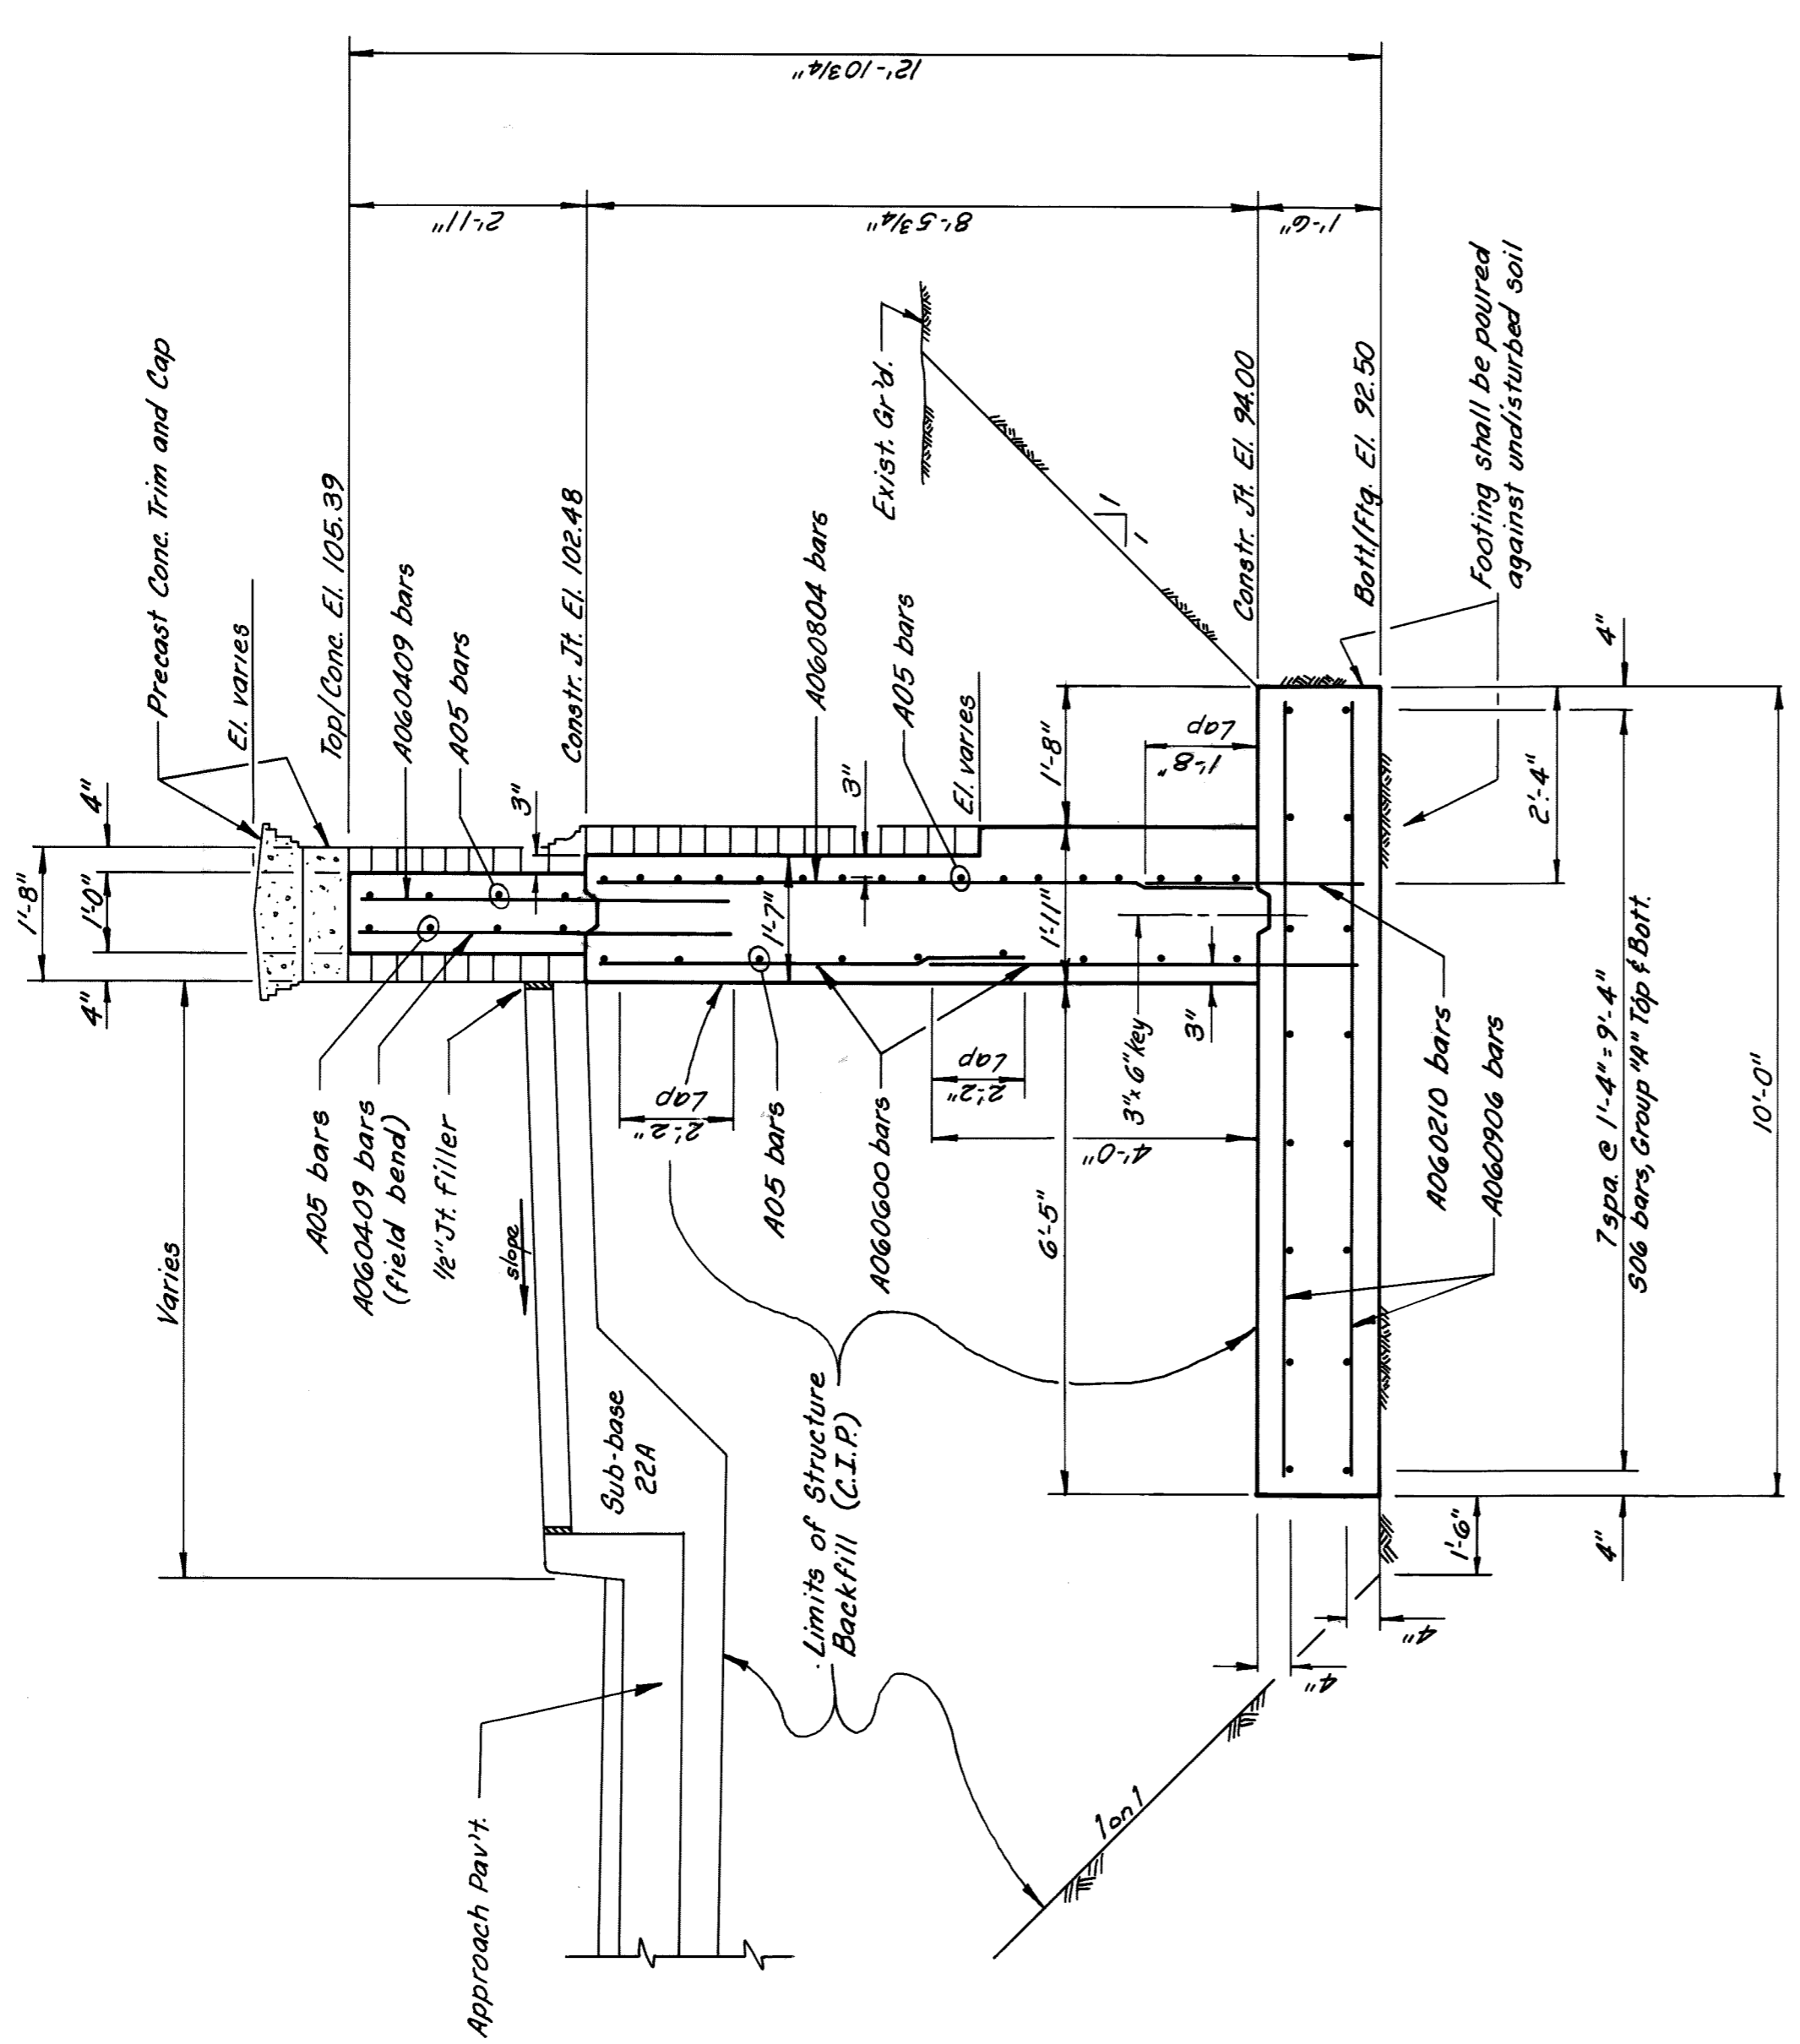 Precast Conc. Trim and Cap
El. varies
Top/Conc. El. 105.39
A060409 bars
A05 bars
Constr. Jt. El. 102.48
A060804 bars
A05 bars
El. varies
Exist. Gr'd.
1
1
Constr. Jt. El. 94.00
Bott./Ftg. El. 92.50
Footing shall be poured
against undisturbed soil
12'-10 3/4"
2'-11"
8'-5 3/4"
1'-6"
4"
1'-8"
1'-0"
4"
3"
3"
1'-7"
1'-11"
1'-8"
1'-8"
Lap
Varies
A05 bars
A060409 bars
(field bend)
1/2" Jt. filler
slope
2'-2"
Lap
A05 bars
A060600 bars
2'-2"
Lap
4'-0"
3" x 6" key
3"
6'-5"
Sub-base
22A
Limits of Structure
Backfill (C.I.P.)
Approach Pav't.
1 on 1
4"
4"
1'-6"
A060210 bars
A060906 bars
2'-4"
4"
7 spa. @ 1'-4" = 9'-4"
S06 bars, Group "A" Top & Bott.
4"
10'-0"